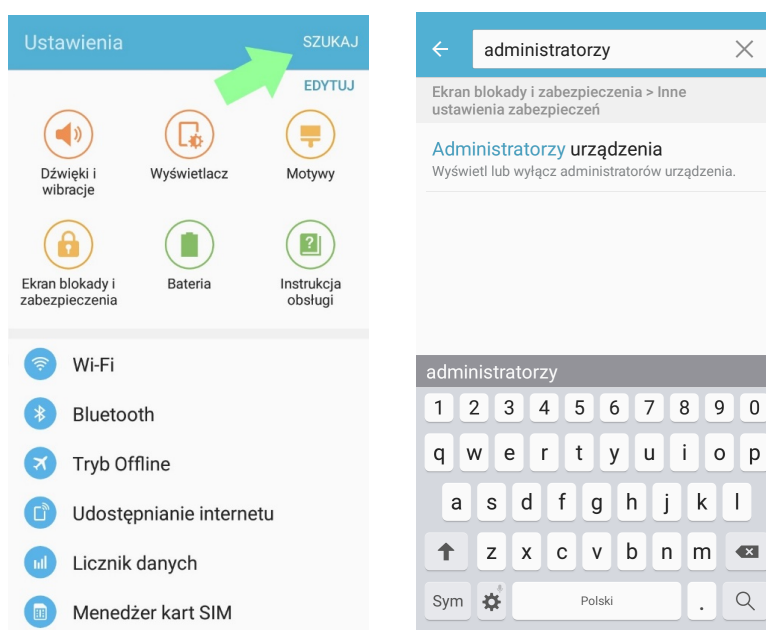 Ustawienia
SZUKAJ
EDYTUJ
Dźwięki i
wibracje
Wyświetlacz
Motywy
Ekran blokady i
zabezpieczenia
Bateria
Instrukcja
obsługi
Wi-Fi
Bluetooth
Tryb Offline
Udostępnianie internetu
Licznik danych
Menedżer kart SIM
administratorzy
Ekran blokady i zabezpieczenia > Inne
ustawienia zabezpieczeń
Administratorzy urządzenia
Wyświetl lub wyłącz administratorów urządzenia.
administratorzy
1 2 3 4 5 6 7 8 9 0
q w e r t y u i o p
a s d f g h j k l
z x c v b n m
Sym Polski .